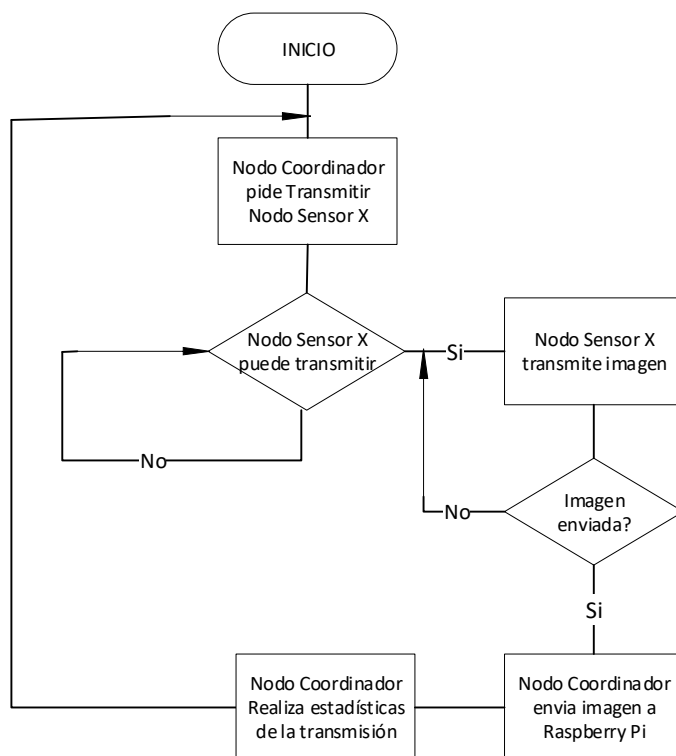 INICIO
Nodo Coordinador
pide Transmitir
Nodo Sensor X
Nodo Sensor X
puede transmitir
Si
Nodo Sensor X
transmite imagen
No
No
Imagen
enviada?
Si
Nodo Coordinador
Realiza estadísticas
de la transmisión
Nodo Coordinador
envia imagen a
Raspberry Pi